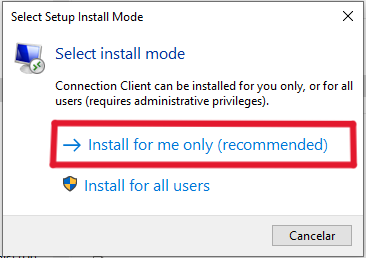 Select Setup Install Mode
Select install mode
Connection Client can be installed for you only, or for all
users (requires administrative privileges).
Install for me only (recommended)
Install for all users
Cancelar